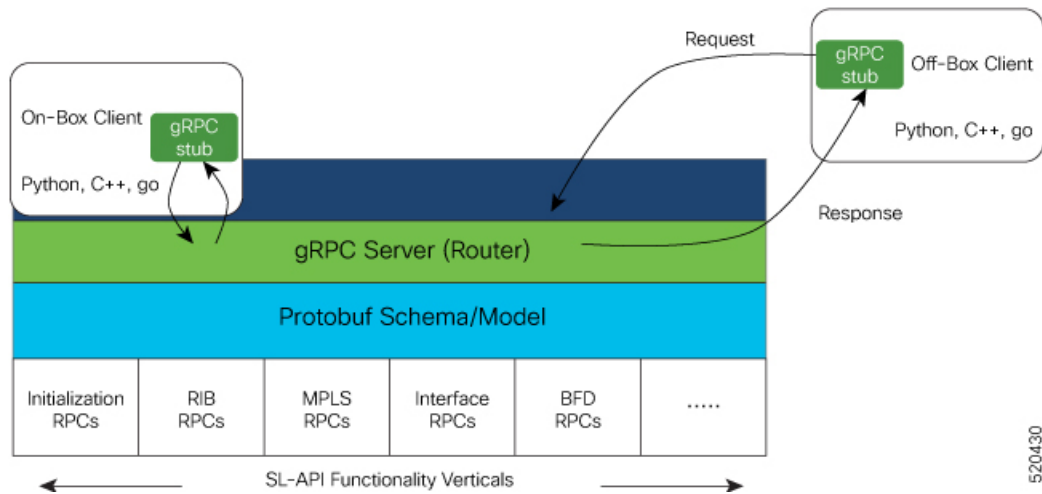 Request
gRPC
stub
Off-Box Client
Python, C++, go
On-Box Client
gRPC
stub
Python, C++, go
Response
gRPC Server (Router)
Protobuf Schema/Model
Initialization
RPCs
RIB
RPCs
MPLS
RPCs
Interface
RPCs
BFD
RPCs
.....
SL-API Functionality Verticals
520430